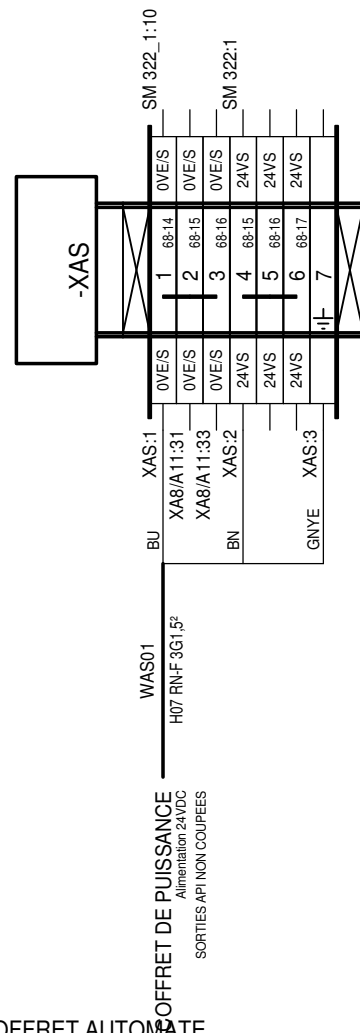 -XAS
SM 322_1:10
SM 322:1
0VE/S 1 68-14 0VE/S XAS:1 BU
0VE/S 2 68-15 0VE/S XA8/A11:31
0VE/S 3 68-16 0VE/S XA8/A11:33
24VS 4 68-15 24VS XAS:2 BN
24VS 5 68-16 24VS
24VS 6 68-17 24VS
7 XAS:3 GNYE
WAS01
H07 RN-F 3G1,5²
COFFRET DE PUISSANCE
Alimentation 24VDC
SORTIES API NON COUPEES
OFFRET AUTOMATE